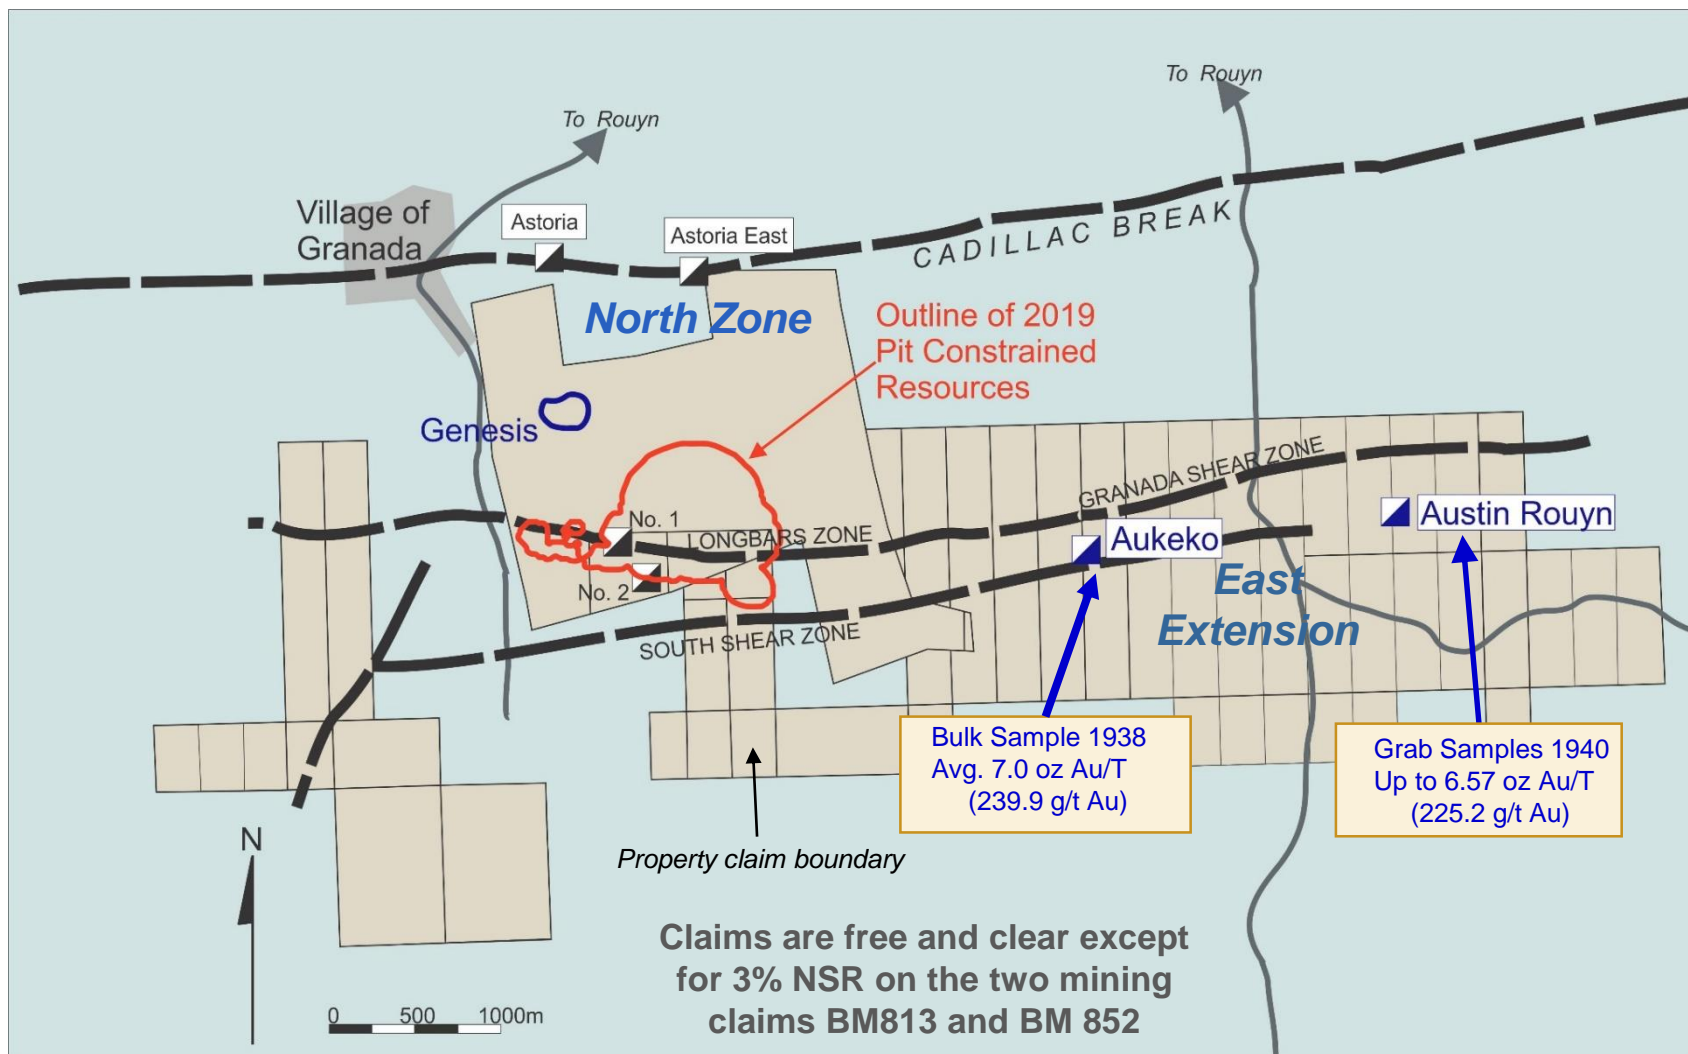 To Rouyn
To Rouyn
Village of
Granada
Astoria
Astoria East
CADILLAC BREAK
North Zone
Outline of 2019
Pit Constrained
Resources
Genesis
No. 1
LONGBARS ZONE
GRANADA SHEAR ZONE
Austin Rouyn
Aukeko
No. 2
SOUTH SHEAR ZONE
East
Extension
Bulk Sample 1938
Avg. 7.0 oz Au/T
(239.9 g/t Au)
Grab Samples 1940
Up to 6.57 oz Au/T
(225.2 g/t Au)
N
Property claim boundary
Claims are free and clear except
for 3% NSR on the two mining
claims BM813 and BM 852
0 500 1000m